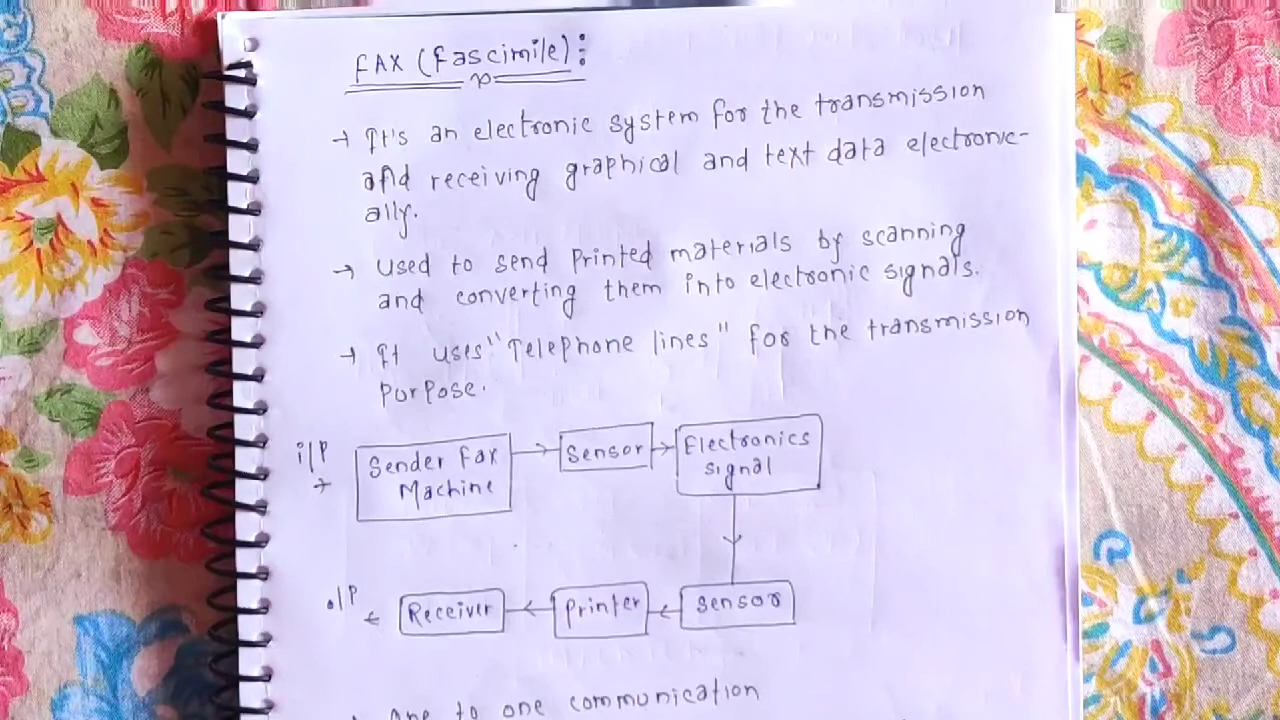 FAX (Fascimile):
→ It's an electronic system for the transmission
and receiving graphical and text data electronic-
ally.
→ Used to send printed materials by scanning
and converting them into electronic signals.
→ It uses "Telephone lines" for the transmission
purpose.
i/p → Sender Fax Machine → Sensor → Electronics Signal
o/p ← Receiver ← Printer ← Sensor
→ One to one communication